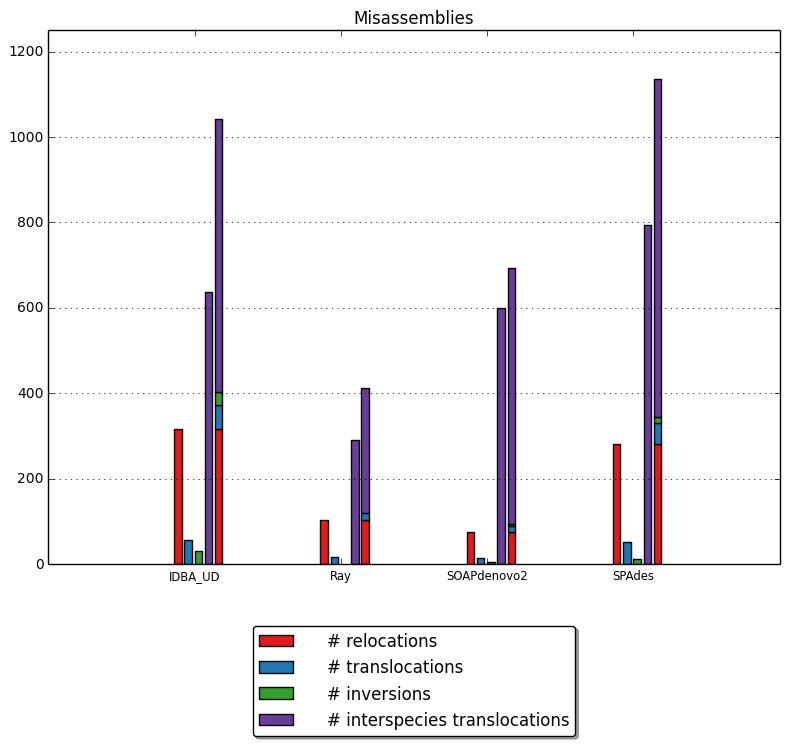 Misassemblies
1200
1000
800
600
400
200
0
IDBA_UD Ray SOAPdenovo2 SPAdes
# relocations
# translocations
# inversions
# interspecies translocations